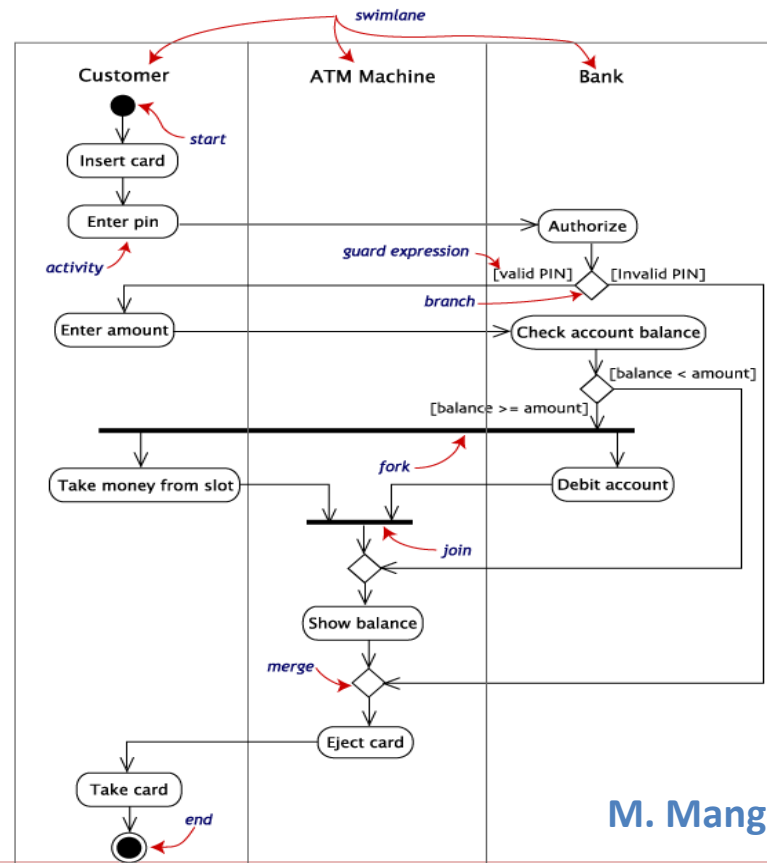 swimlane
Customer
ATM Machine
Bank
start
Insert card
Enter pin
Authorize
activity
guard expression
[valid PIN]
[Invalid PIN]
branch
Enter amount
Check account balance
[balance < amount]
[balance >= amount]
fork
Take money from slot
Debit account
join
Show balance
merge
Eject card
Take card
end
M. Mang